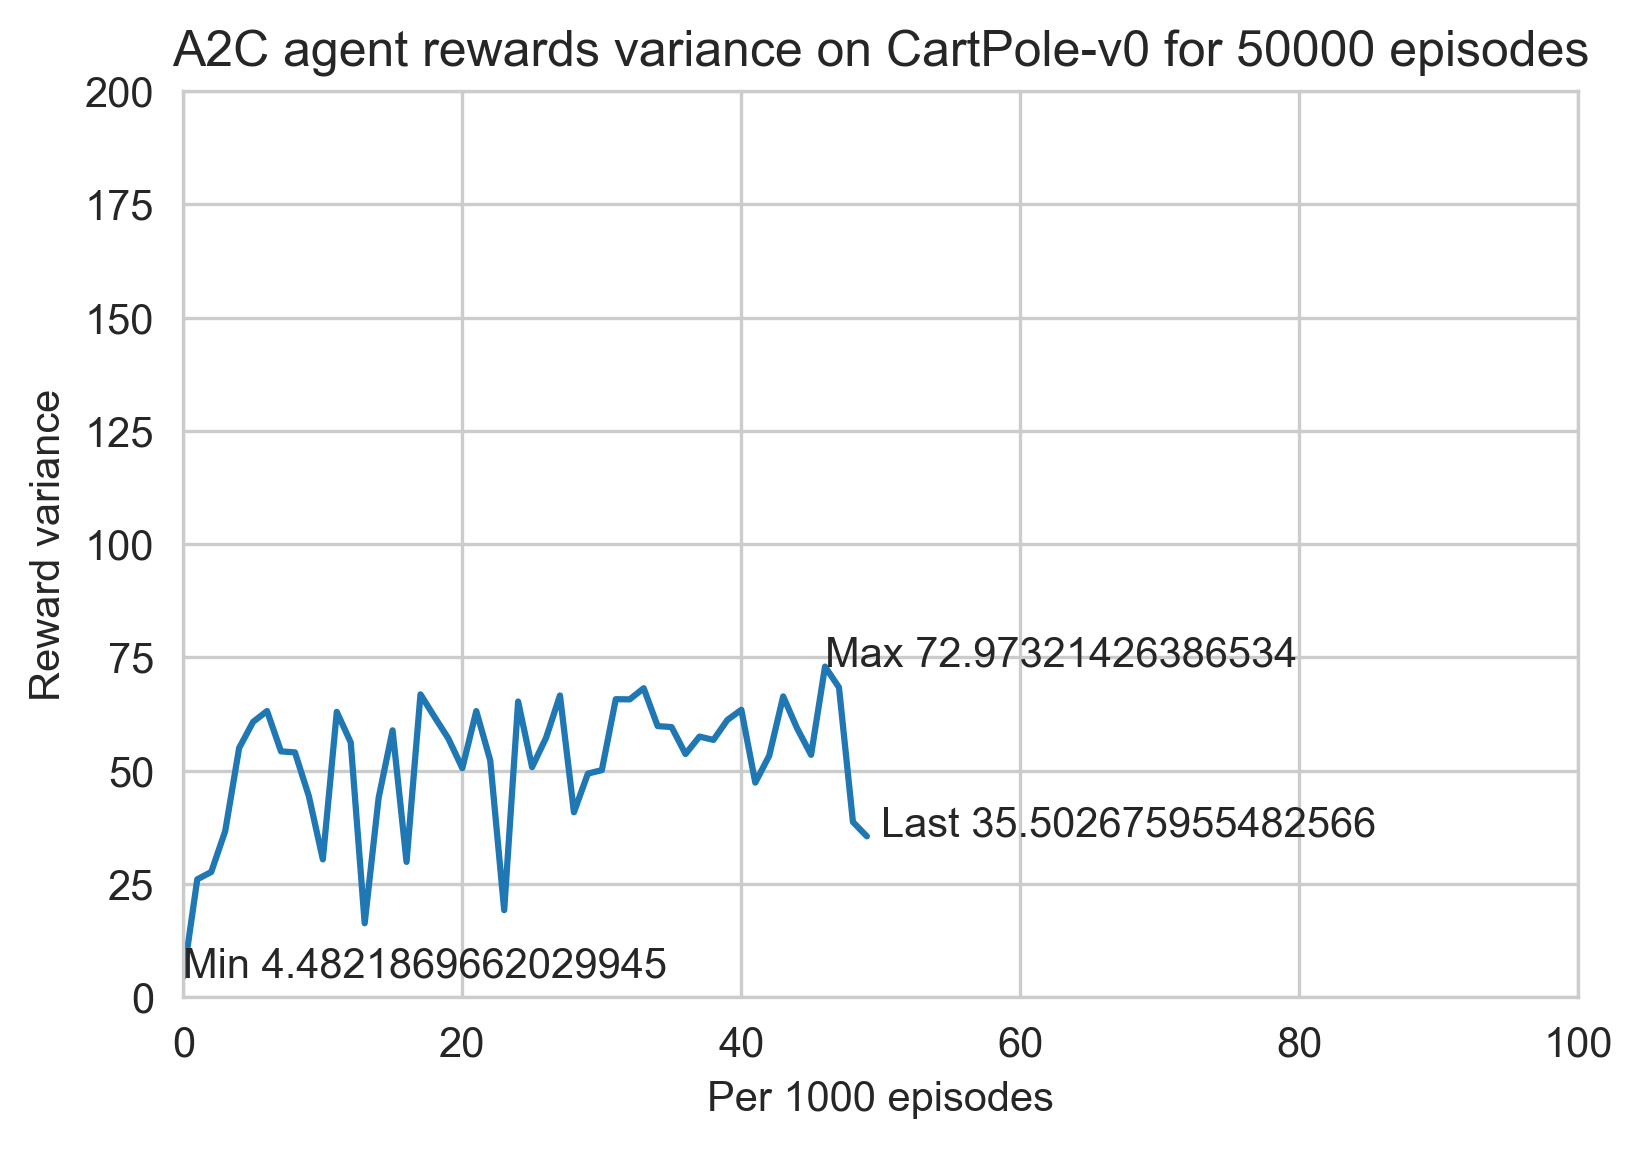 A2C agent rewards variance on CartPole-v0 for 50000 episodes
200
175
150
125
100
75
50
25
0
Reward variance
Max 72.97321426386534
Last 35.502675955482566
Min 4.4821869662029945
0 20 40 60 80 100
Per 1000 episodes